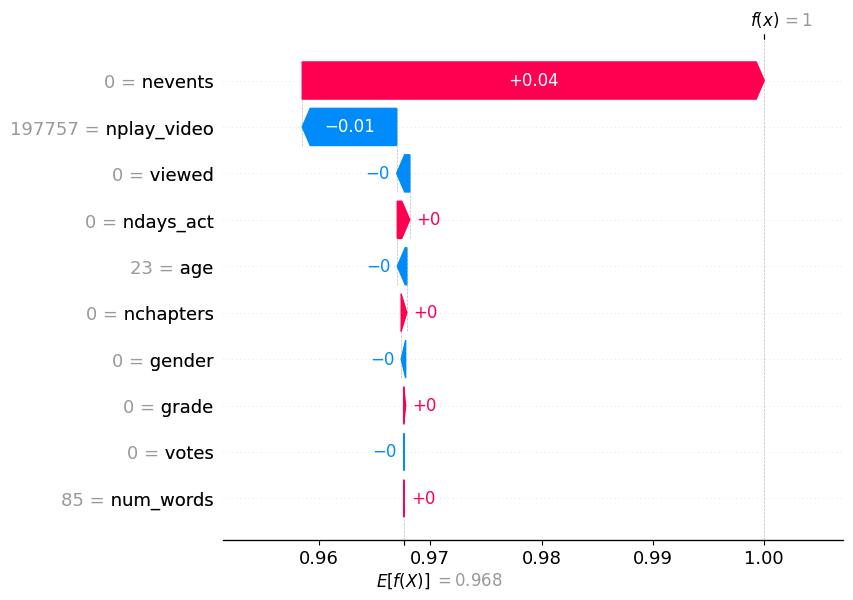 f(x) = 1
0 = nevents
+0.04
197757 = nplay_video
−0.01
0 = viewed
−0
0 = ndays_act
+0
23 = age
−0
0 = nchapters
+0
0 = gender
−0
0 = grade
+0
0 = votes
−0
85 = num_words
+0
0.96 0.97 0.98 0.99 1.00
E[f(X)] = 0.968